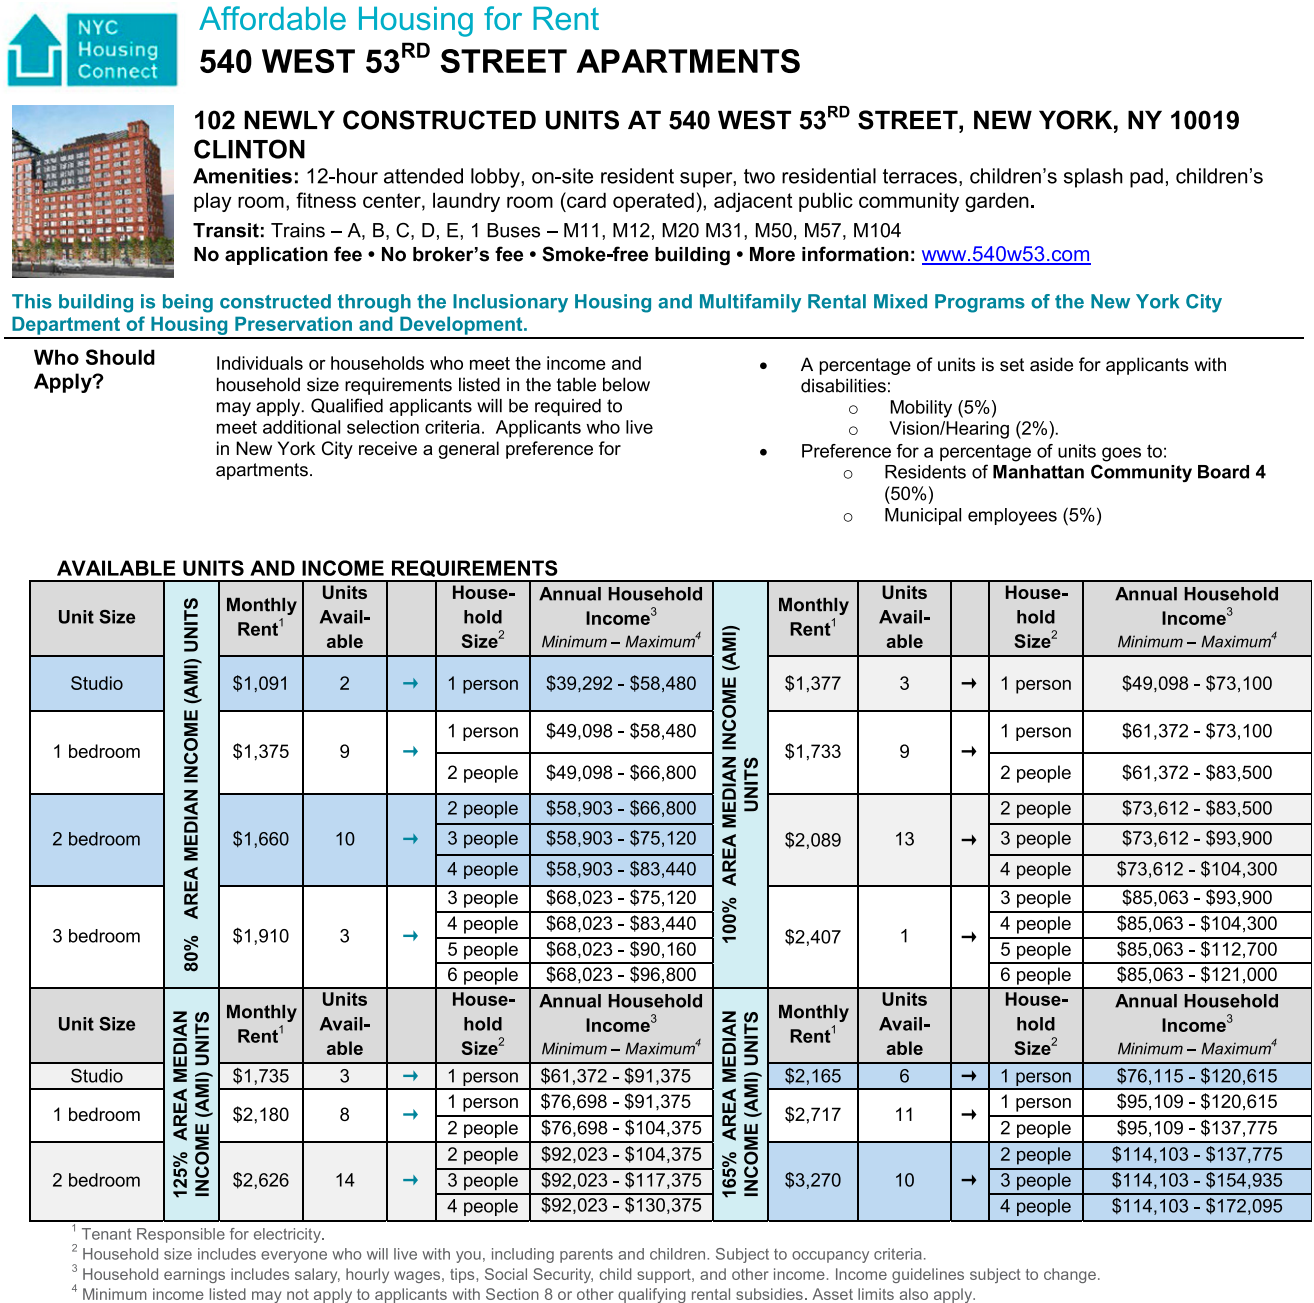 NYC
Housing
Connect
Affordable Housing for Rent
540 WEST 53RD STREET APARTMENTS
102 NEWLY CONSTRUCTED UNITS AT 540 WEST 53RD STREET, NEW YORK, NY 10019
CLINTON
Amenities: 12-hour attended lobby, on-site resident super, two residential terraces, children’s splash pad, children’s
play room, fitness center, laundry room (card operated), adjacent public community garden.
Transit: Trains – A, B, C, D, E, 1 Buses – M11, M12, M20 M31, M50, M57, M104
No application fee • No broker’s fee • Smoke-free building • More information: www.540w53.com
This building is being constructed through the Inclusionary Housing and Multifamily Rental Mixed Programs of the New York City
Department of Housing Preservation and Development.
Who Should
Apply?
Individuals or households who meet the income and
household size requirements listed in the table below
may apply. Qualified applicants will be required to
meet additional selection criteria. Applicants who live
in New York City receive a general preference for
apartments.
• A percentage of units is set aside for applicants with
disabilities:
o Mobility (5%)
o Vision/Hearing (2%).
• Preference for a percentage of units goes to:
o Residents of Manhattan Community Board 4
(50%)
o Municipal employees (5%)
AVAILABLE UNITS AND INCOME REQUIREMENTS
Unit Size
80% AREA MEDIAN INCOME (AMI) UNITS
Monthly
Rent1
Units
Avail-
able
House-
hold
Size2
Annual Household
Income3
Minimum – Maximum4
100% AREA MEDIAN INCOME (AMI)
UNITS
Monthly
Rent1
Units
Avail-
able
House-
hold
Size2
Annual Household
Income3
Minimum – Maximum4
Studio $1,091 2 → 1 person $39,292 - $58,480 $1,377 3 → 1 person $49,098 - $73,100
1 bedroom $1,375 9 → 1 person $49,098 - $58,480 $1,733 9 → 1 person $61,372 - $73,100
2 people $49,098 - $66,800 2 people $61,372 - $83,500
2 bedroom $1,660 10 → 2 people $58,903 - $66,800 $2,089 13 → 2 people $73,612 - $83,500
3 people $58,903 - $75,120 3 people $73,612 - $93,900
4 people $58,903 - $83,440 4 people $73,612 - $104,300
3 bedroom $1,910 3 → 3 people $68,023 - $75,120 $2,407 1 → 3 people $85,063 - $93,900
4 people $68,023 - $83,440 4 people $85,063 - $104,300
5 people $68,023 - $90,160 5 people $85,063 - $112,700
6 people $68,023 - $96,800 6 people $85,063 - $121,000
Unit Size
125% AREA MEDIAN
INCOME (AMI) UNITS
Monthly
Rent1
Units
Avail-
able
House-
hold
Size2
Annual Household
Income3
Minimum – Maximum4
165% AREA MEDIAN
INCOME (AMI) UNITS
Monthly
Rent1
Units
Avail-
able
House-
hold
Size2
Annual Household
Income3
Minimum – Maximum4
Studio $1,735 3 → 1 person $61,372 - $91,375 $2,165 6 → 1 person $76,115 - $120,615
1 bedroom $2,180 8 → 1 person $76,698 - $91,375 $2,717 11 → 1 person $95,109 - $120,615
2 people $76,698 - $104,375 2 people $95,109 - $137,775
2 bedroom $2,626 14 → 2 people $92,023 - $104,375 $3,270 10 → 2 people $114,103 - $137,775
3 people $92,023 - $117,375 3 people $114,103 - $154,935
4 people $92,023 - $130,375 4 people $114,103 - $172,095
1 Tenant Responsible for electricity.
2 Household size includes everyone who will live with you, including parents and children. Subject to occupancy criteria.
3 Household earnings includes salary, hourly wages, tips, Social Security, child support, and other income. Income guidelines subject to change.
4 Minimum income listed may not apply to applicants with Section 8 or other qualifying rental subsidies. Asset limits also apply.